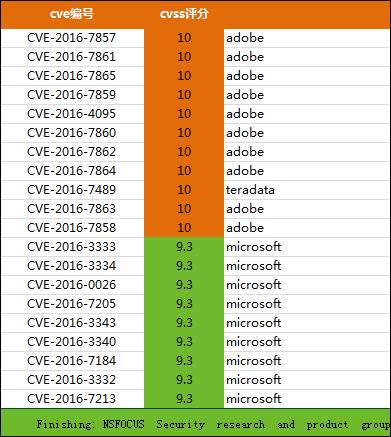 cve编号 cvss评分
CVE-2016-7857 10 adobe
CVE-2016-7861 10 adobe
CVE-2016-7865 10 adobe
CVE-2016-7859 10 adobe
CVE-2016-4095 10 adobe
CVE-2016-7860 10 adobe
CVE-2016-7862 10 adobe
CVE-2016-7864 10 adobe
CVE-2016-7489 10 teradata
CVE-2016-7863 10 adobe
CVE-2016-7858 10 adobe
CVE-2016-3333 9.3 microsoft
CVE-2016-3334 9.3 microsoft
CVE-2016-0026 9.3 microsoft
CVE-2016-7205 9.3 microsoft
CVE-2016-3343 9.3 microsoft
CVE-2016-3340 9.3 microsoft
CVE-2016-7184 9.3 microsoft
CVE-2016-3332 9.3 microsoft
CVE-2016-7213 9.3 microsoft
Finishing: NSFOCUS Security research and product group